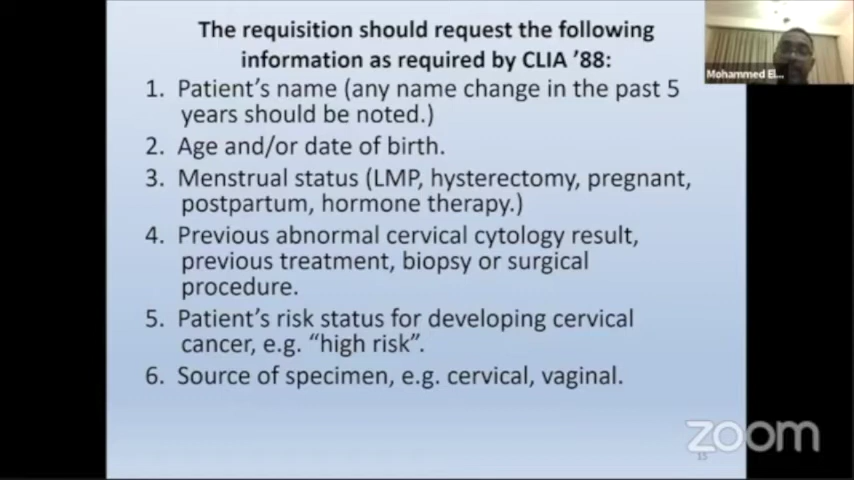 The requisition should request the following
information as required by CLIA ’88:
1. Patient’s name (any name change in the past 5
years should be noted.)
2. Age and/or date of birth.
3. Menstrual status (LMP, hysterectomy, pregnant,
postpartum, hormone therapy.)
4. Previous abnormal cervical cytology result,
previous treatment, biopsy or surgical
procedure.
5. Patient’s risk status for developing cervical
cancer, e.g. “high risk”.
6. Source of specimen, e.g. cervical, vaginal.
Mohammed El...
zoom
15